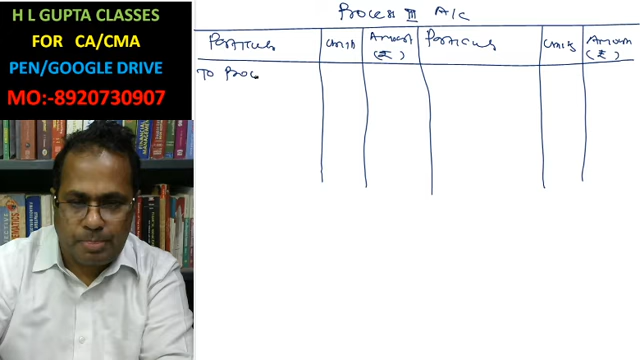 H L GUPTA CLASSES
FOR CA/CMA
PEN/GOOGLE DRIVE
MO:-8920730907
Process III A/C
Particulars Units Amount (₹) Particulars Units Amount (₹)
To Proc